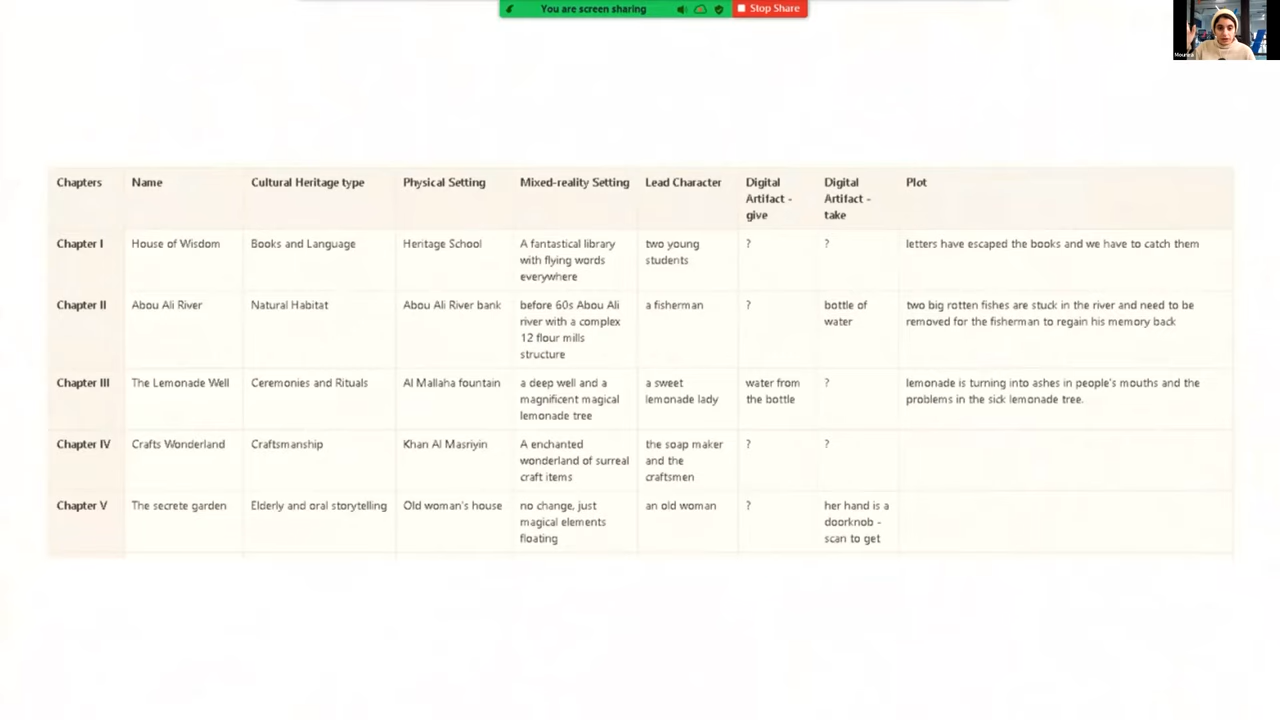 You are screen sharing
Stop Share
Chapters
Name
Cultural Heritage type
Physical Setting
Mixed-reality Setting
Lead Character
Digital
Artifact -
give
Digital
Artifact -
take
Plot
Chapter I
House of Wisdom
Books and Language
Heritage School
A fantastical library
with flying words
everywhere
two young
students
?
?
letters have escaped the books and we have to catch them
Chapter II
Abou Ali River
Natural Habitat
Abou Ali River bank
before 60s Abou Ali
river with a complex
12 flour mills
structure
a fisherman
?
bottle of
water
two big rotten fishes are stuck in the river and need to be
removed for the fisherman to regain his memory back
Chapter III
The Lemonade Well
Ceremonies and Rituals
Al Mallaha fountain
a deep well and a
magnificent magical
lemonade tree
a sweet
lemonade lady
water from
the bottle
?
lemonade is turning into ashes in people's mouths and the
problems in the sick lemonade tree.
Chapter IV
Crafts Wonderland
Craftsmanship
Khan Al Masriyin
A enchanted
wonderland of surreal
craft items
the soap maker
and the
craftsmen
?
?
Chapter V
The secrete garden
Elderly and oral storytelling
Old woman's house
no change, just
magical elements
floating
an old woman
?
her hand is a
doorknob -
scan to get